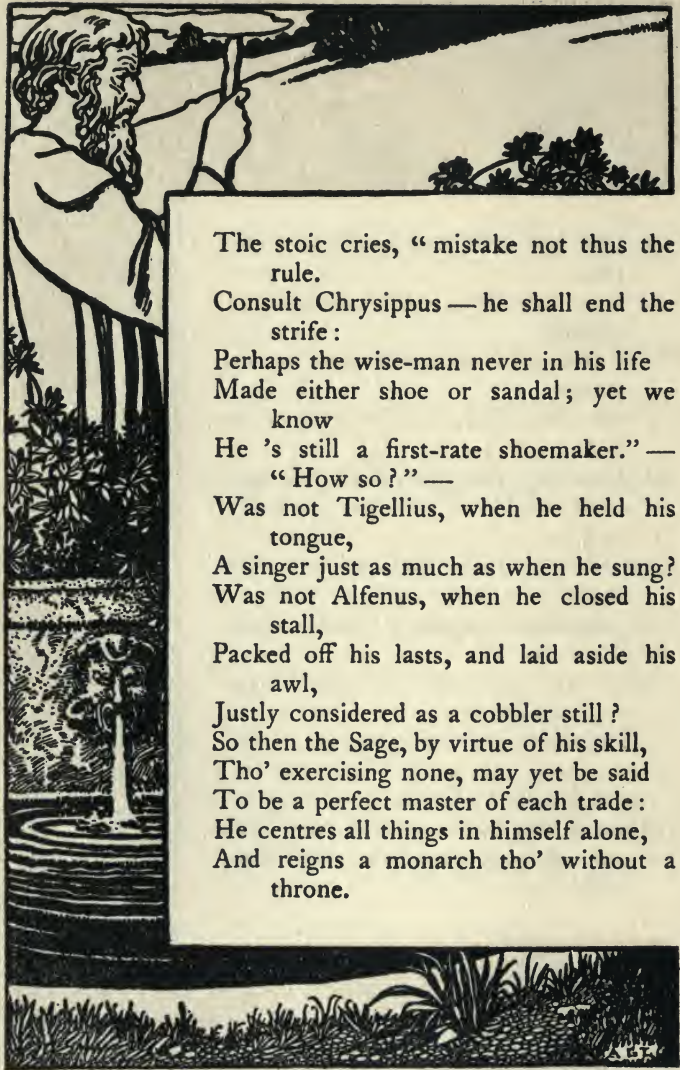 The stoic cries, “ mistake not thus the
rule.
Consult Chrysippus — he shall end the
strife :
Perhaps the wise-man never in his life
Made either shoe or sandal ; yet we
know
He 's still a first-rate shoemaker.” —
“ How so ? ” —
Was not Tigellius, when he held his
tongue,
A singer just as much as when he sung?
Was not Alfenus, when he closed his
stall,
Packed off his lasts, and laid aside his
awl,
Justly considered as a cobbler still ?
So then the Sage, by virtue of his skill,
Tho' exercising none, may yet be said
To be a perfect master of each trade :
He centres all things in himself alone,
And reigns a monarch tho' without a
throne.